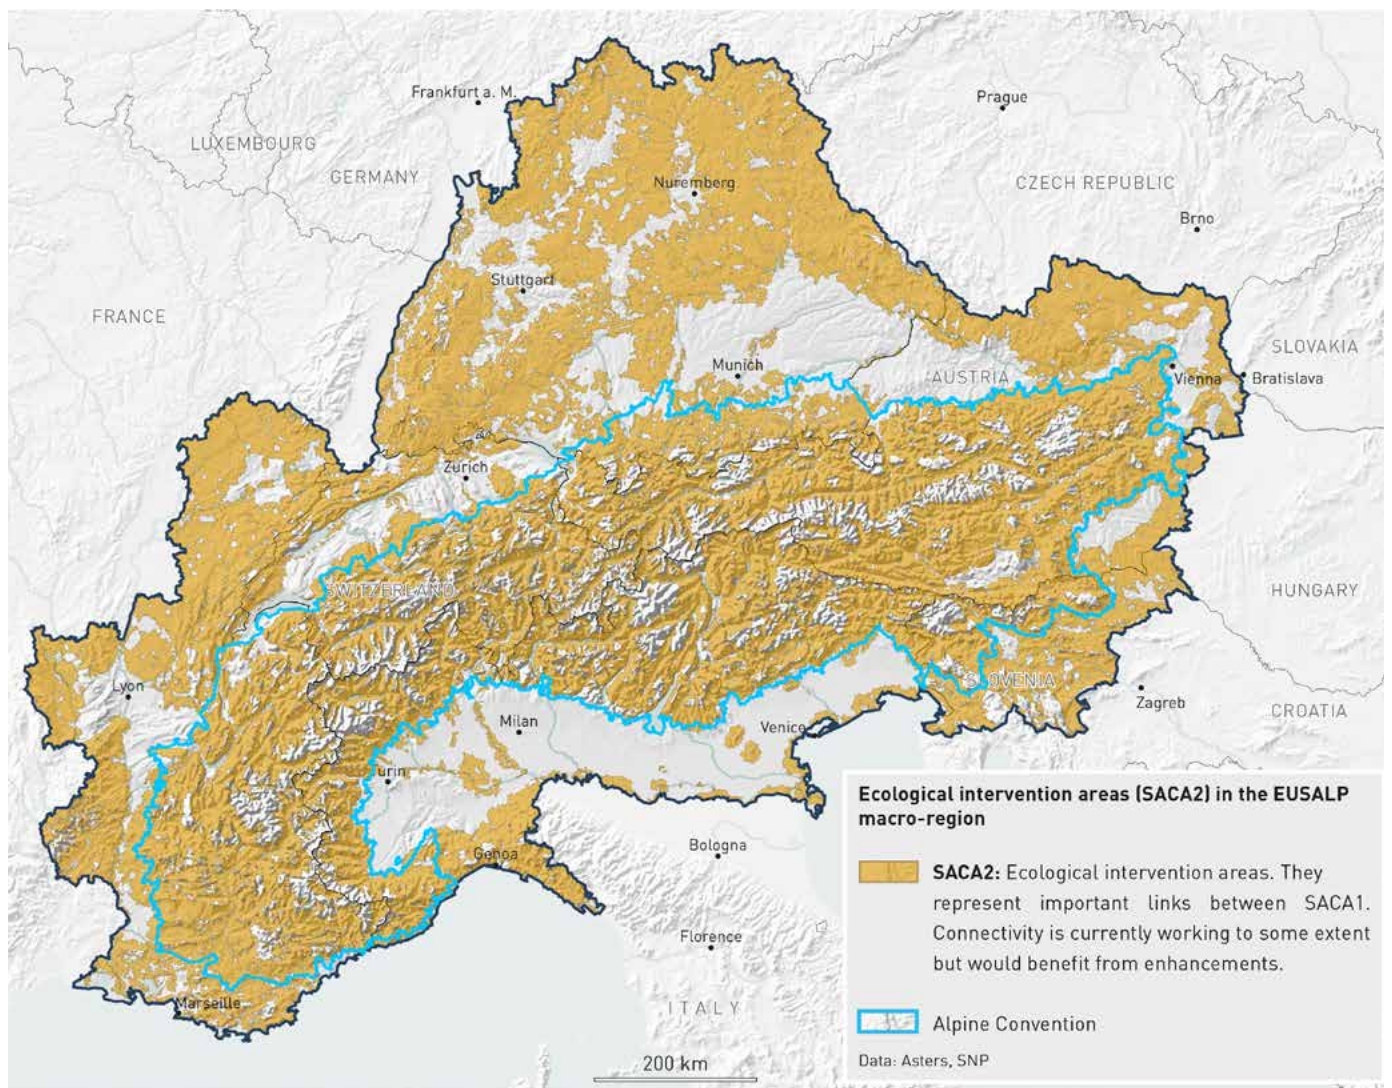 Frankfurt a. M.
Prague
LUXEMBOURG
GERMANY
CZECH REPUBLIC
Nuremberg
Brno
Stuttgart
FRANCE
SLOVAKIA
Munich
AUSTRIA
Vienna
Bratislava
Zürich
SWITZERLAND
HUNGARY
Lyon
SLOVENIA
Zagreb
CROATIA
Milan
Venice
Turin
Genoa
Bologna
Florence
ITALY
Marseille
200 km
Ecological intervention areas (SACA2) in the EUSALP
macro-region
SACA2: Ecological intervention areas. They
represent important links between SACA1.
Connectivity is currently working to some extent
but would benefit from enhancements.
Alpine Convention
Data: Asters, SNP